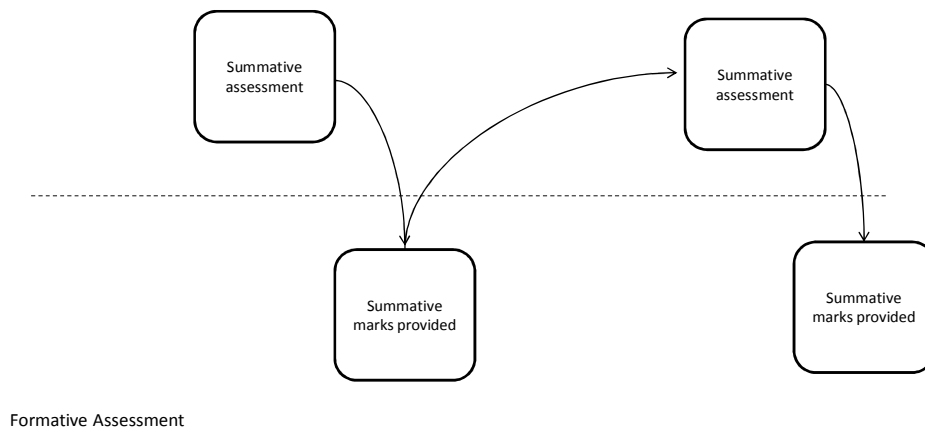 Summative
assessment
Summative
assessment
Summative
marks provided
Summative
marks provided
Formative Assessment